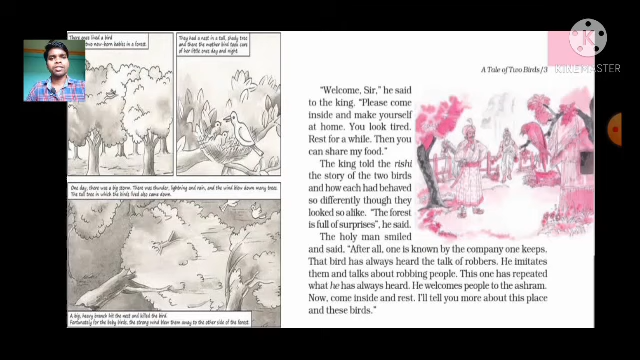 There once lived a bird
two new-born babies in a forest.
They had a nest in a tall, shady tree
and there the mother bird took care
of her little ones day and night.
One day, there was a big storm. There was thunder, lightning and rain, and the wind blew down many trees.
The tall tree in which the birds lived also came down.
A big, heavy branch hit the nest and killed the bird.
Fortunately for the baby birds, the strong wind blew them away to the other side of the forest.
A Tale of Two Birds/3
“Welcome, Sir,” he said
to the king. “Please come
inside and make yourself
at home. You look tired.
Rest for a while. Then you
can share my food.”
The king told the rishi
the story of the two birds
and how each had behaved
so differently though they
looked so alike. “The forest
is full of surprises”, he said.
The holy man smiled
and said, “After all, one is known by the company one keeps.
That bird has always heard the talk of robbers. He imitates
them and talks about robbing people. This one has repeated
what he has always heard. He welcomes people to the ashram.
Now, come inside and rest. I’ll tell you more about this place
and these birds.”
K
KINEMASTER